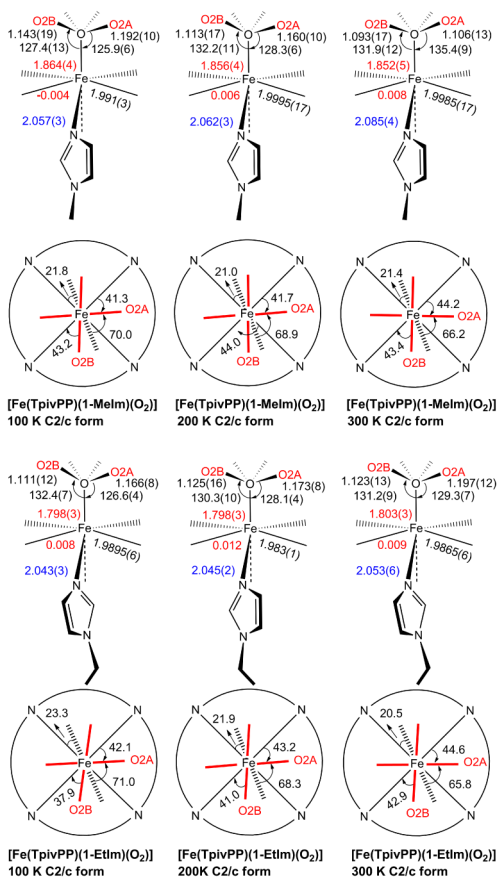 O2B O2A
1.143(19) O 1.192(10)
127.4(13) 125.9(6)
1.864(4)
Fe
-0.004 1.991(3)
2.057(3)
N
N
O2B O2A
1.113(17) O 1.160(10)
132.2(11) 128.3(6)
1.856(4)
Fe
0.006 1.9995(17)
2.062(3)
N
N
O2B O2A
1.093(17) O 1.106(13)
131.9(12) 135.4(9)
1.852(5)
Fe
0.008 1.9985(17)
2.085(4)
N
N
N N
21.8
41.3
Fe O2A
43.2 70.0
O2B
N N
N N
21.0
41.7
Fe O2A
44.0 68.9
O2B
N N
N N
21.4
44.2
Fe O2A
43.4 66.2
O2B
N N
[Fe(TpivPP)(1-MeIm)(O2)]
100 K C2/c form
[Fe(TpivPP)(1-MeIm)(O2)]
200 K C2/c form
[Fe(TpivPP)(1-MeIm)(O2)]
300 K C2/c form
O2B O2A
1.111(12) O 1.166(8)
132.4(7) 126.6(4)
1.798(3)
Fe
0.008 1.9895(6)
2.043(3)
N
N
O2B O2A
1.125(16) O 1.173(8)
130.3(10) 128.1(4)
1.798(3)
Fe
0.012 1.983(1)
2.045(2)
N
N
O2B O2A
1.123(13) O 1.197(12)
131.2(9) 129.3(7)
1.803(3)
Fe
0.009 1.9865(6)
2.053(6)
N
N
N N
23.3
42.1
Fe O2A
37.9 71.0
O2B
N N
N N
21.9
43.2
Fe O2A
41.0 68.3
O2B
N N
N N
20.5
44.6
Fe O2A
42.9 65.8
O2B
N N
[Fe(TpivPP)(1-EtIm)(O2)]
100 K C2/c form
[Fe(TpivPP)(1-EtIm)(O2)]
200K C2/c form
[Fe(TpivPP)(1-EtIm)(O2)]
300 K C2/c form